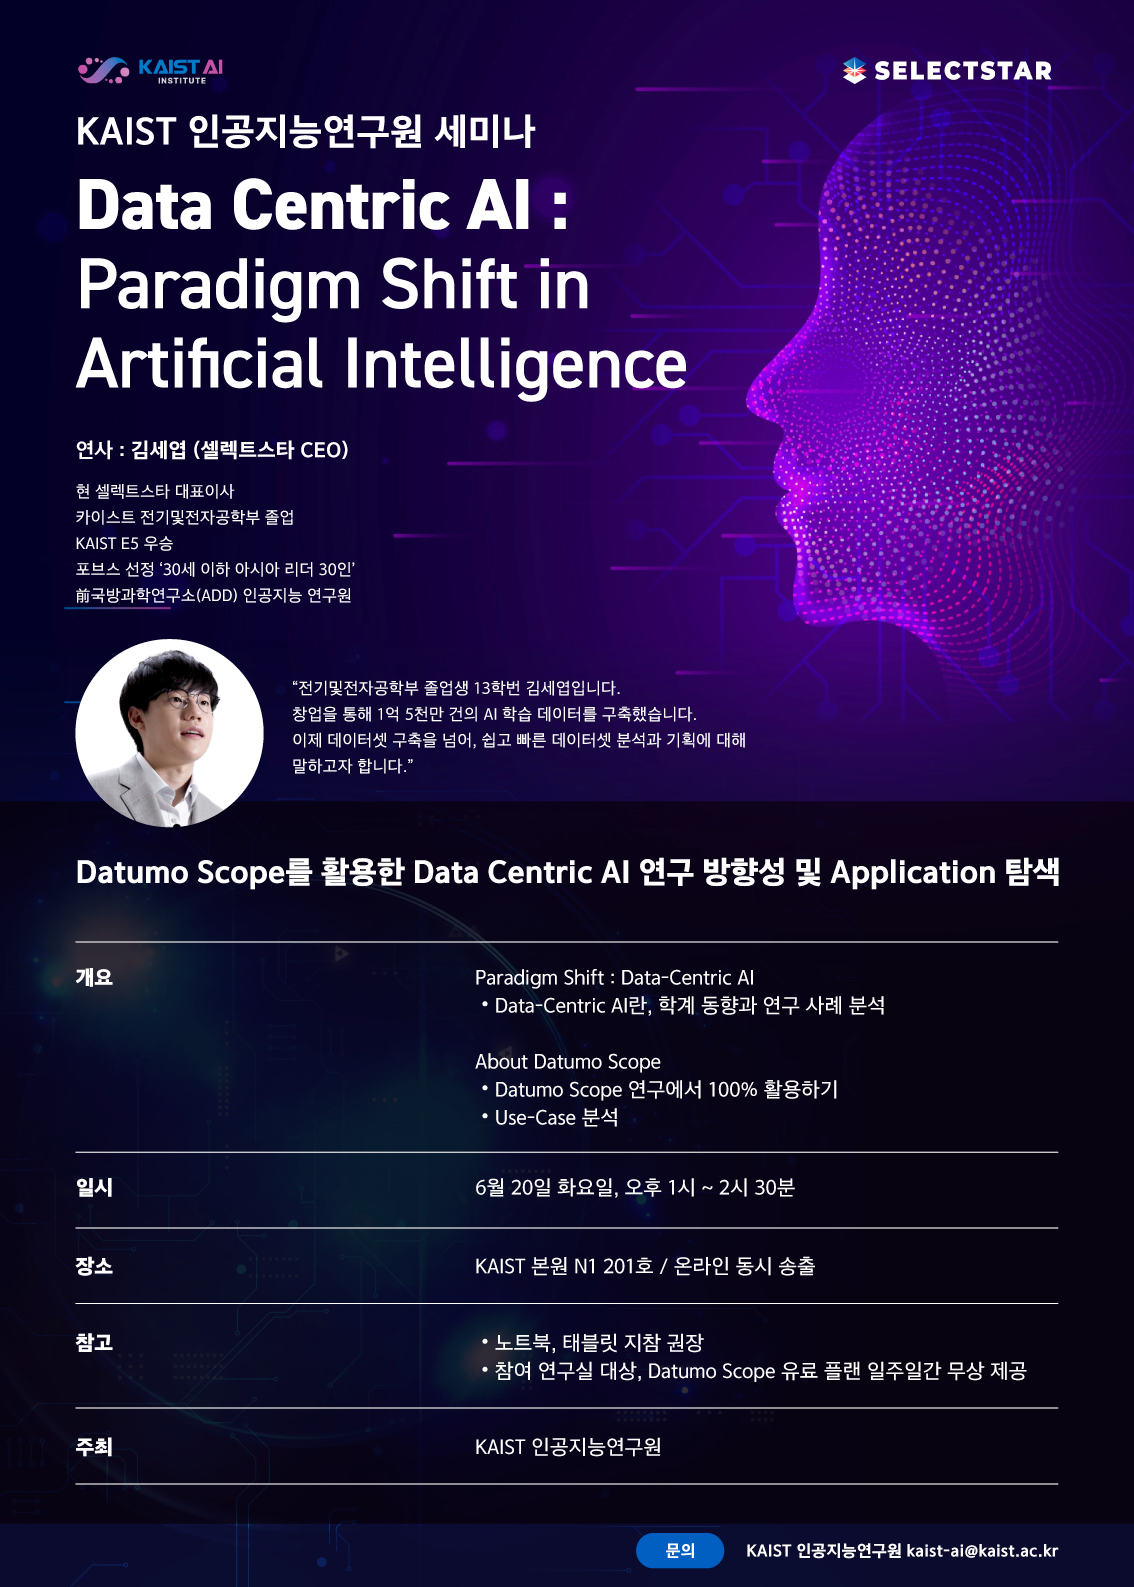 KAIST AI
INSTITUTE
SELECTSTAR
KAIST 인공지능연구원 세미나
Data Centric AI :
Paradigm Shift in
Artificial Intelligence
연사 : 김세엽 (셀렉트스타 CEO)
현 셀렉트스타 대표이사
카이스트 전기및전자공학부 졸업
KAIST E5 우승
포브스 선정 ‘30세 이하 아시아 리더 30인’
前국방과학연구소(ADD) 인공지능 연구원
“전기및전자공학부 졸업생 13학번 김세엽입니다.
창업을 통해 1억 5천만 건의 AI 학습 데이터를 구축했습니다.
이제 데이터셋 구축을 넘어, 쉽고 빠른 데이터셋 분석과 기획에 대해
말하고자 합니다.”
Datumo Scope를 활용한 Data Centric AI 연구 방향성 및 Application 탐색
개요
Paradigm Shift : Data-Centric AI
• Data-Centric AI란, 학계 동향과 연구 사례 분석
About Datumo Scope
• Datumo Scope 연구에서 100% 활용하기
• Use-Case 분석
일시
6월 20일 화요일, 오후 1시 ~ 2시 30분
장소
KAIST 본원 N1 201호 / 온라인 동시 송출
참고
• 노트북, 태블릿 지참 권장
• 참여 연구실 대상, Datumo Scope 유료 플랜 일주일간 무상 제공
주최
KAIST 인공지능연구원
문의
KAIST 인공지능연구원 kaist-ai@kaist.ac.kr